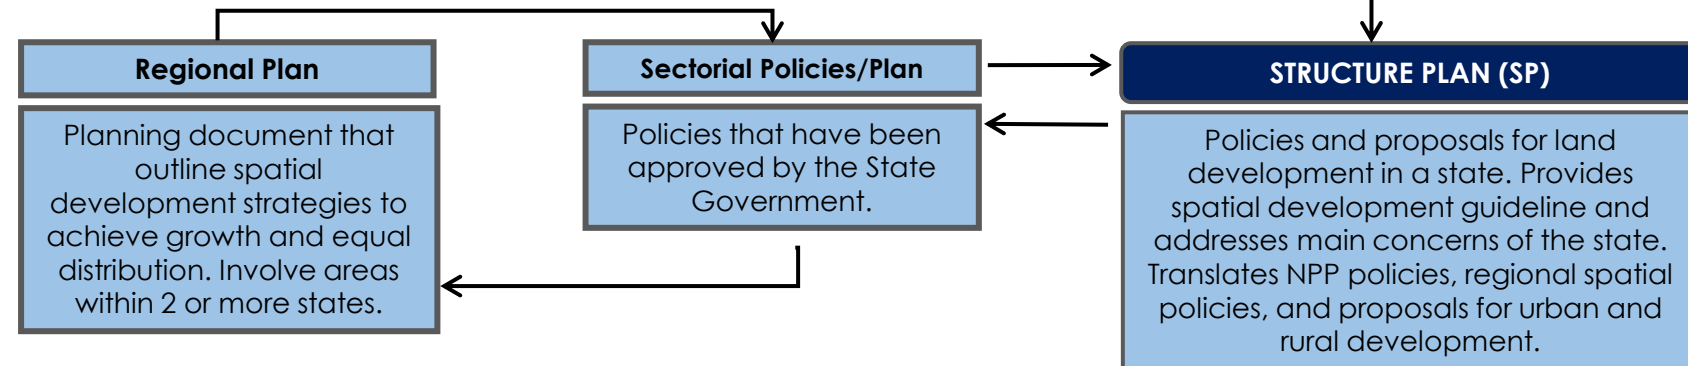 Regional Plan
Planning document that
outline spatial
development strategies to
achieve growth and equal
distribution. Involve areas
within 2 or more states.
Sectorial Policies/Plan
Policies that have been
approved by the State
Government.
STRUCTURE PLAN (SP)
Policies and proposals for land
development in a state. Provides
spatial development guideline and
addresses main concerns of the state.
Translates NPP policies, regional spatial
policies, and proposals for urban and
rural development.